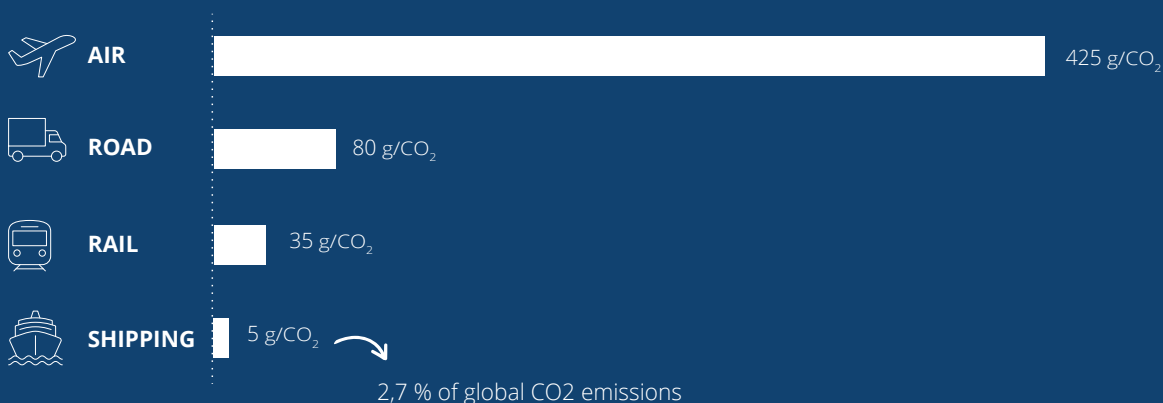 AIR 425 g/CO₂
ROAD 80 g/CO₂
RAIL 35 g/CO₂
SHIPPING 5 g/CO₂
2,7 % of global CO2 emissions